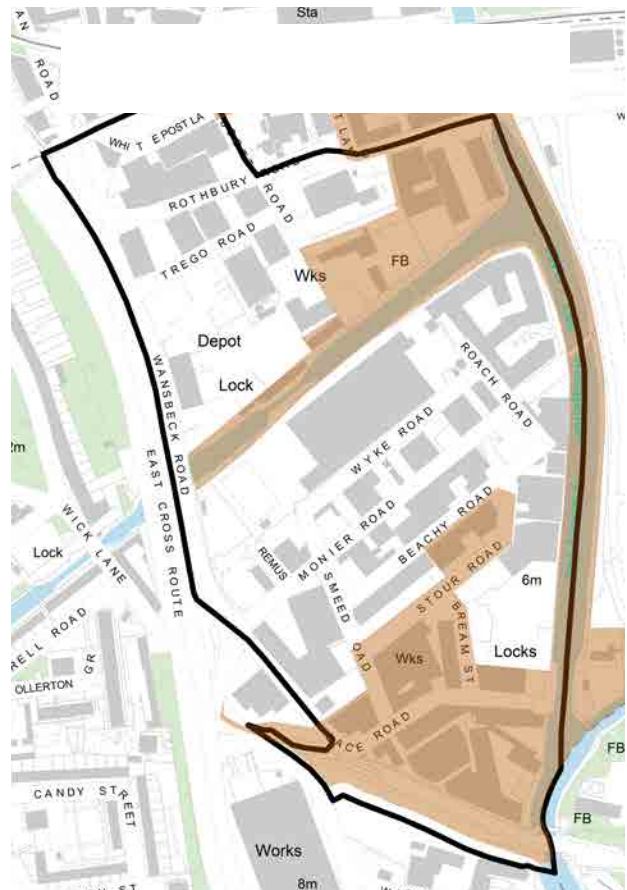 Sta
ROAD
WHITE POST LA
ROTHBURY ROAD
ROAD
TREGO ROAD
Wks
FB
Depot
Lock
WANSBECK ROAD
EAST CROSS ROUTE
ROACH ROAD
WYKE ROAD
MONIER ROAD
BEACHY ROAD
REMUS
SMEED
OAD
STOUR ROAD
BREAM ST
6m
Locks
Wks
ACE ROAD
WICK LANE
Lock
RELL ROAD
OLLERTON
GR
CANDY STREET
Works
8m
FB
FB